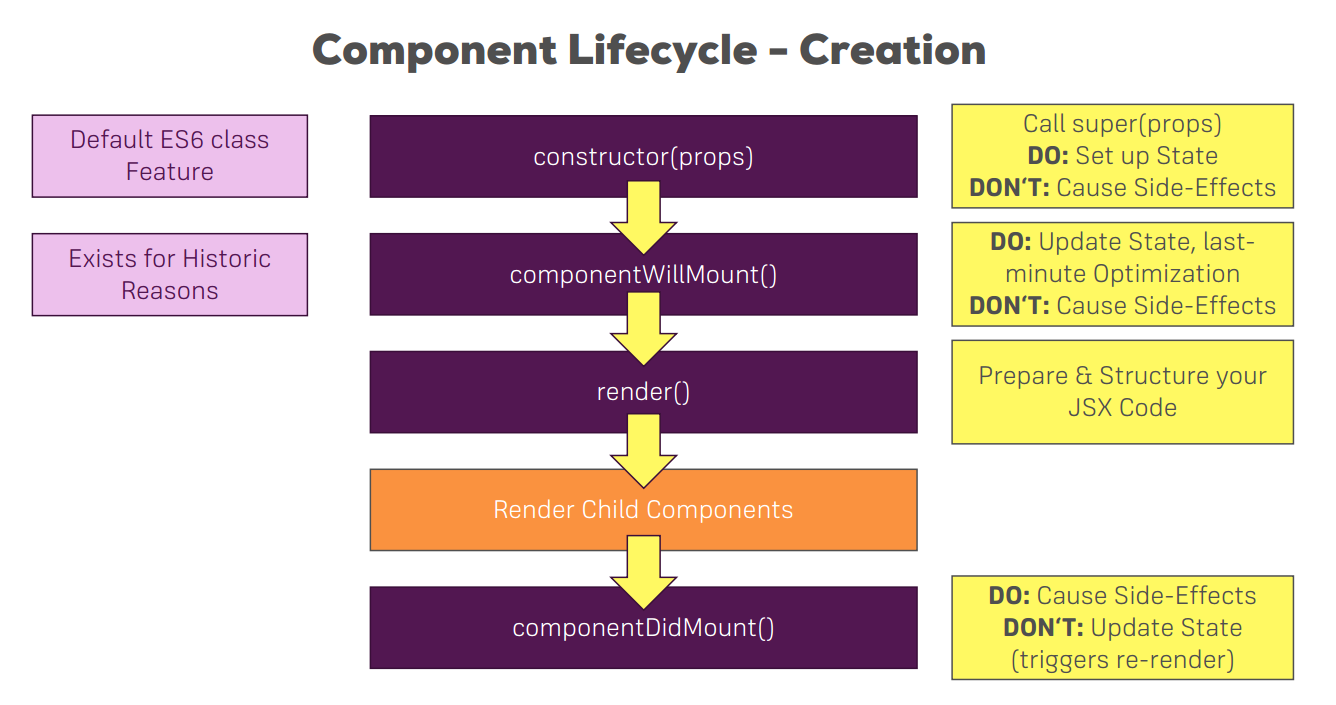 Component Lifecycle – Creation
Default ES6 class
Feature
constructor(props)
Call super(props)
DO: Set up State
DON‘T: Cause Side-Effects
Exists for Historic
Reasons
componentWillMount()
DO: Update State, last-
minute Optimization
DON‘T: Cause Side-Effects
render()
Prepare & Structure your
JSX Code
Render Child Components
componentDidMount()
DO: Cause Side-Effects
DON‘T: Update State
(triggers re-render)